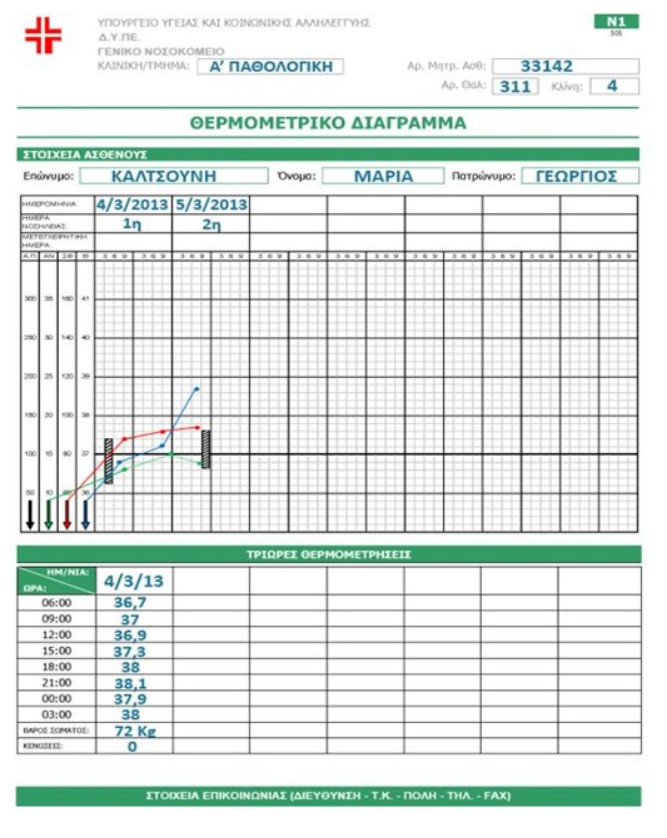 ΥΠΟΥΡΓΕΙΟ ΥΓΕΙΑΣ ΚΑΙ ΚΟΙΝΩΝΙΚΗΣ ΑΛΛΗΛΕΓΓΥΗΣ
N1
Δ.Υ.ΠΕ.
SOS
ΓΕΝΙΚΟ ΝΟΣΟΚΟΜΕΙΟ
ΚΛΙΝΙΚΗ/ΤΜΗΜΑ: Α' ΠΑΘΟΛΟΓΙΚΗ Αρ. Μητρ. Ασθ: 33142
Αρ. Θαλ: 311 Κλίνη: 4
ΘΕΡΜΟΜΕΤΡΙΚΟ ΔΙΑΓΡΑΜΜΑ
ΣΤΟΙΧΕΙΑ ΑΣΘΕΝΟΥΣ
Επώνυμο: ΚΑΛΤΣΟΥΝΗ Όνομα: ΜΑΡΙΑ Πατρώνυμο: ΓΕΩΡΓΙΟΣ
ΗΜΕΡΟΜΗΝΙΑ 4/3/2013 5/3/2013
ΗΜΕΡΑ
ΝΟΣΗΛΕΙΑΣ: 1η 2η
ΜΕΤΕΓΧΕΙΡΗΤΙΚΗ
ΗΜΕΡΑ:
Α.Π ΑΝ ΣΦ Θ 3 6 9 3 6 9 3 6 9 3 6 9 3 6 9 3 6 9 3 6 9 3 6 9 3 6 9 3 6 9 3 6 9 3 6 9 3 6 9 3 6 9
300 35 160 41
250 30 140 40
200 25 120 39
150 20 100 38
100 15 80 37
50 10 60 36
ΤΡΙΩΡΕΣ ΘΕΡΜΟΜΕΤΡΗΣΕΙΣ
ΗΜ/ΝΙΑ: 4/3/13
ΩΡΑ:
06:00 36,7
09:00 37
12:00 36,9
15:00 37,3
18:00 38
21:00 38,1
00:00 37,9
03:00 38
ΒΑΡΟΣ ΣΩΜΑΤΟΣ: 72 Kg
ΚΕΝΩΣΕΙΣ: 0
ΣΤΟΙΧΕΙΑ ΕΠΙΚΟΙΝΩΝΙΑΣ (ΔΙΕΥΘΥΝΣΗ - Τ.Κ. - ΠΟΛΗ - ΤΗΛ. - FAX)